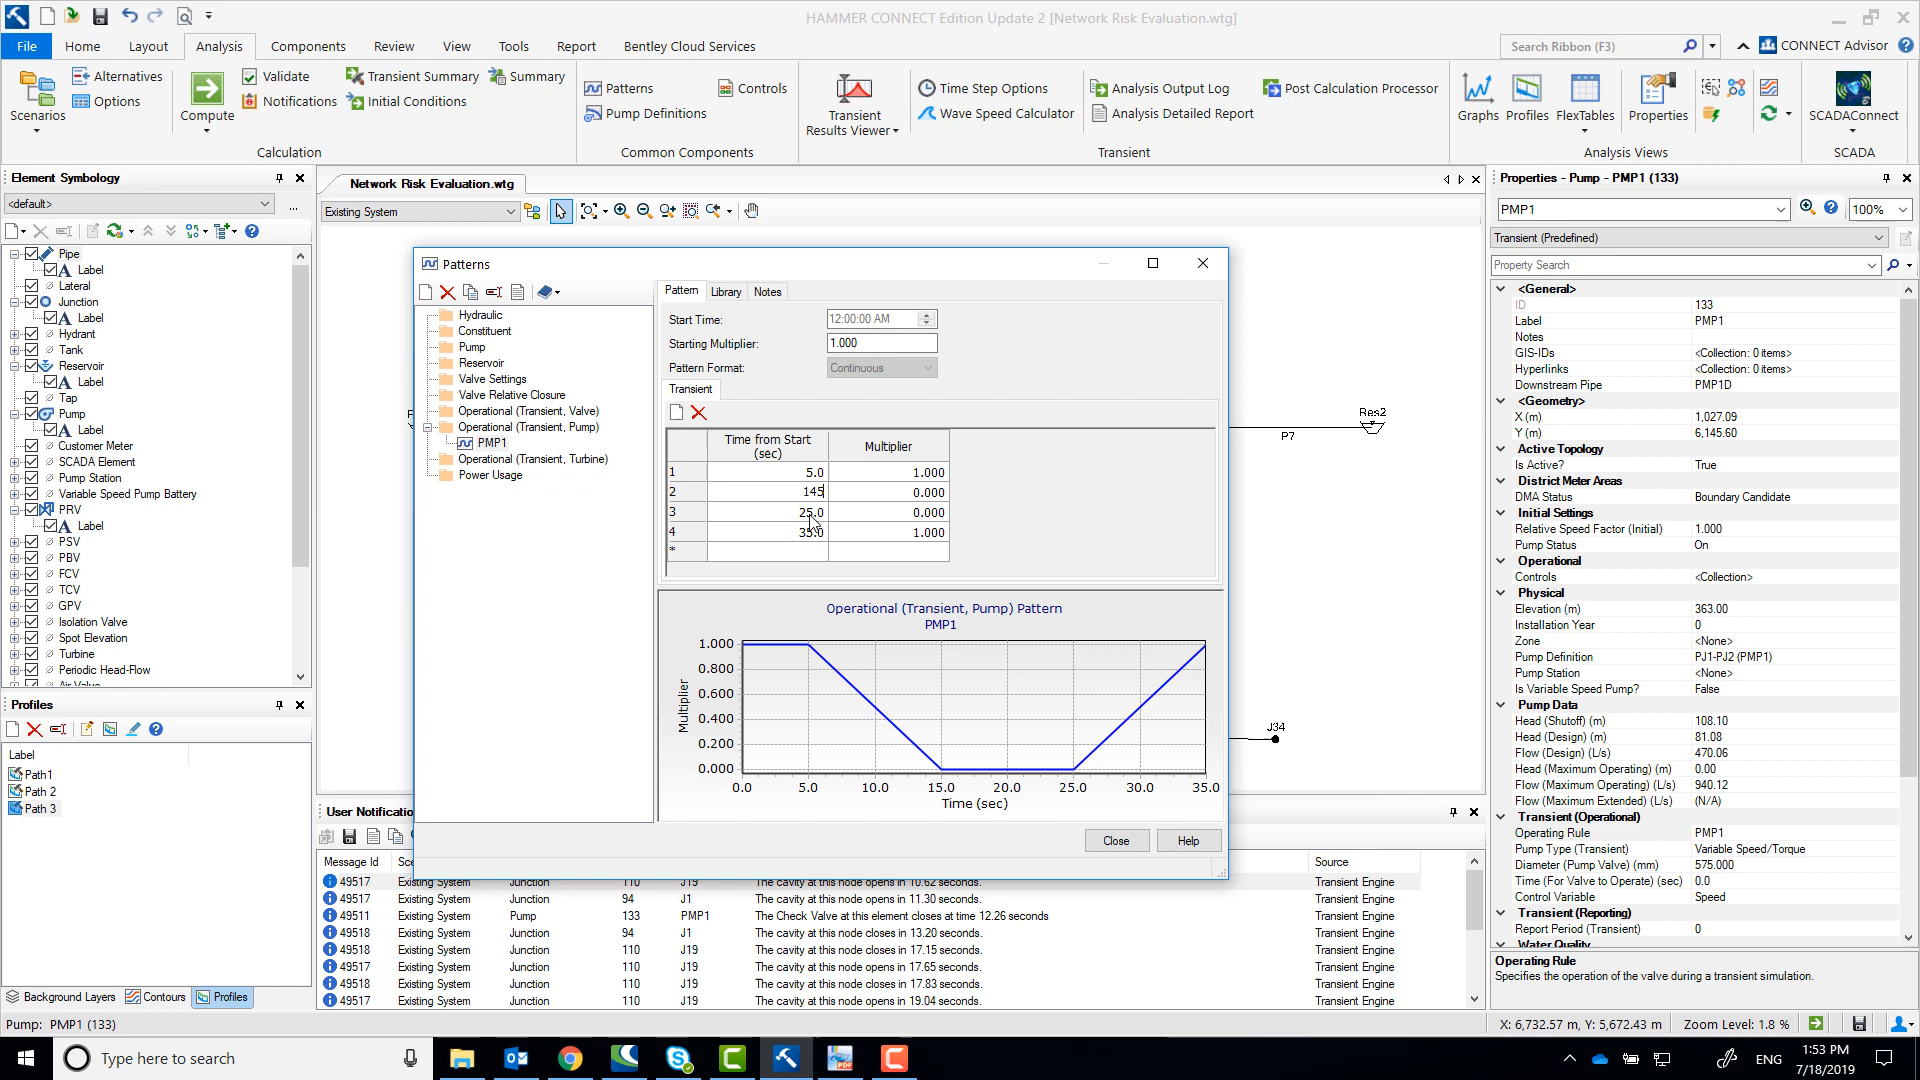 HAMMER CONNECT Edition Update 2 [Network Risk Evaluation.wtg]
File Home Layout Analysis Components Review View Tools Report Bentley Cloud Services
Search Ribbon (F3) CONNECT Advisor
Scenarios Alternatives Options Compute Validate Notifications Transient Summary Initial Conditions Summary
Calculation
Patterns Pump Definitions Controls
Common Components
Transient Results Viewer Time Step Options Wave Speed Calculator Analysis Output Log Analysis Detailed Report Post Calculation Processor
Transient
Graphs Profiles FlexTables Properties
Analysis Views
SCADAConnect
SCADA
Element Symbology
<default>
...
Pipe
Label
Lateral
Junction
Label
Hydrant
Tank
Reservoir
Label
Tap
Pump
Label
Customer Meter
SCADA Element
Pump Station
Variable Speed Pump Battery
PRV
Label
PSV
PBV
FCV
TCV
GPV
Isolation Valve
Spot Elevation
Turbine
Periodic Head-Flow
Air Valve
Profiles
Label
Path1
Path 2
Path 3
Background Layers Contours Profiles
Network Risk Evaluation.wtg
Existing System
Res2
P7
J34
Patterns
Hydraulic
Constituent
Pump
Reservoir
Valve Settings
Valve Relative Closure
Operational (Transient, Valve)
Operational (Transient, Pump)
PMP1
Operational (Transient, Turbine)
Power Usage
Pattern Library Notes
Start Time: 12:00:00 AM
Starting Multiplier: 1.000
Pattern Format: Continuous
Transient
Time from Start (sec) Multiplier
1 5.0 1.000
2 145 0.000
3 25.0 0.000
4 35.0 1.000
*
Operational (Transient, Pump) Pattern
PMP1
1.000
0.800
0.600
0.400
0.200
0.000
Multiplier
0.0 5.0 10.0 15.0 20.0 25.0 30.0 35.0
Time (sec)
Close Help
User Notificatio
Message Id Sce Source
49517 Existing System Junction 110 J19 The cavity at this node opens in 10.62 seconds. Transient Engine
49517 Existing System Junction 94 J1 The cavity at this node opens in 11.30 seconds. Transient Engine
49511 Existing System Pump 133 PMP1 The Check Valve at this element closes at time 12.26 seconds Transient Engine
49518 Existing System Junction 94 J1 The cavity at this node closes in 13.20 seconds. Transient Engine
49518 Existing System Junction 110 J19 The cavity at this node closes in 17.15 seconds. Transient Engine
49517 Existing System Junction 110 J19 The cavity at this node opens in 17.65 seconds. Transient Engine
49518 Existing System Junction 110 J19 The cavity at this node closes in 17.83 seconds. Transient Engine
49517 Existing System Junction 110 J19 The cavity at this node opens in 19.04 seconds. Transient Engine
Properties - Pump - PMP1 (133)
PMP1 100%
Transient (Predefined)
Property Search
<General>
ID 133
Label PMP1
Notes
GIS-IDs <Collection: 0 items>
Hyperlinks <Collection: 0 items>
Downstream Pipe PMP1D
<Geometry>
X (m) 1,027.09
Y (m) 6,145.60
Active Topology
Is Active? True
District Meter Areas
DMA Status Boundary Candidate
Initial Settings
Relative Speed Factor (Initial) 1.000
Pump Status On
Operational
Controls <Collection>
Physical
Elevation (m) 363.00
Installation Year 0
Zone <None>
Pump Definition PJ1-PJ2 (PMP1)
Pump Station <None>
Is Variable Speed Pump? False
Pump Data
Head (Shutoff) (m) 108.10
Head (Design) (m) 81.08
Flow (Design) (L/s) 470.06
Head (Maximum Operating) (m) 0.00
Flow (Maximum Operating) (L/s) 940.12
Flow (Maximum Extended) (L/s) (N/A)
Transient (Operational)
Operating Rule PMP1
Pump Type (Transient) Variable Speed/Torque
Diameter (Pump Valve) (mm) 575.000
Time (For Valve to Operate) (sec) 0.0
Control Variable Speed
Transient (Reporting)
Report Period (Transient) 0
Water Quality
Operating Rule
Specifies the operation of the valve during a transient simulation.
Pump: PMP1 (133) X: 6,732.57 m, Y: 5,672.43 m Zoom Level: 1.8 %
Type here to search
ENG 1:53 PM
7/18/2019